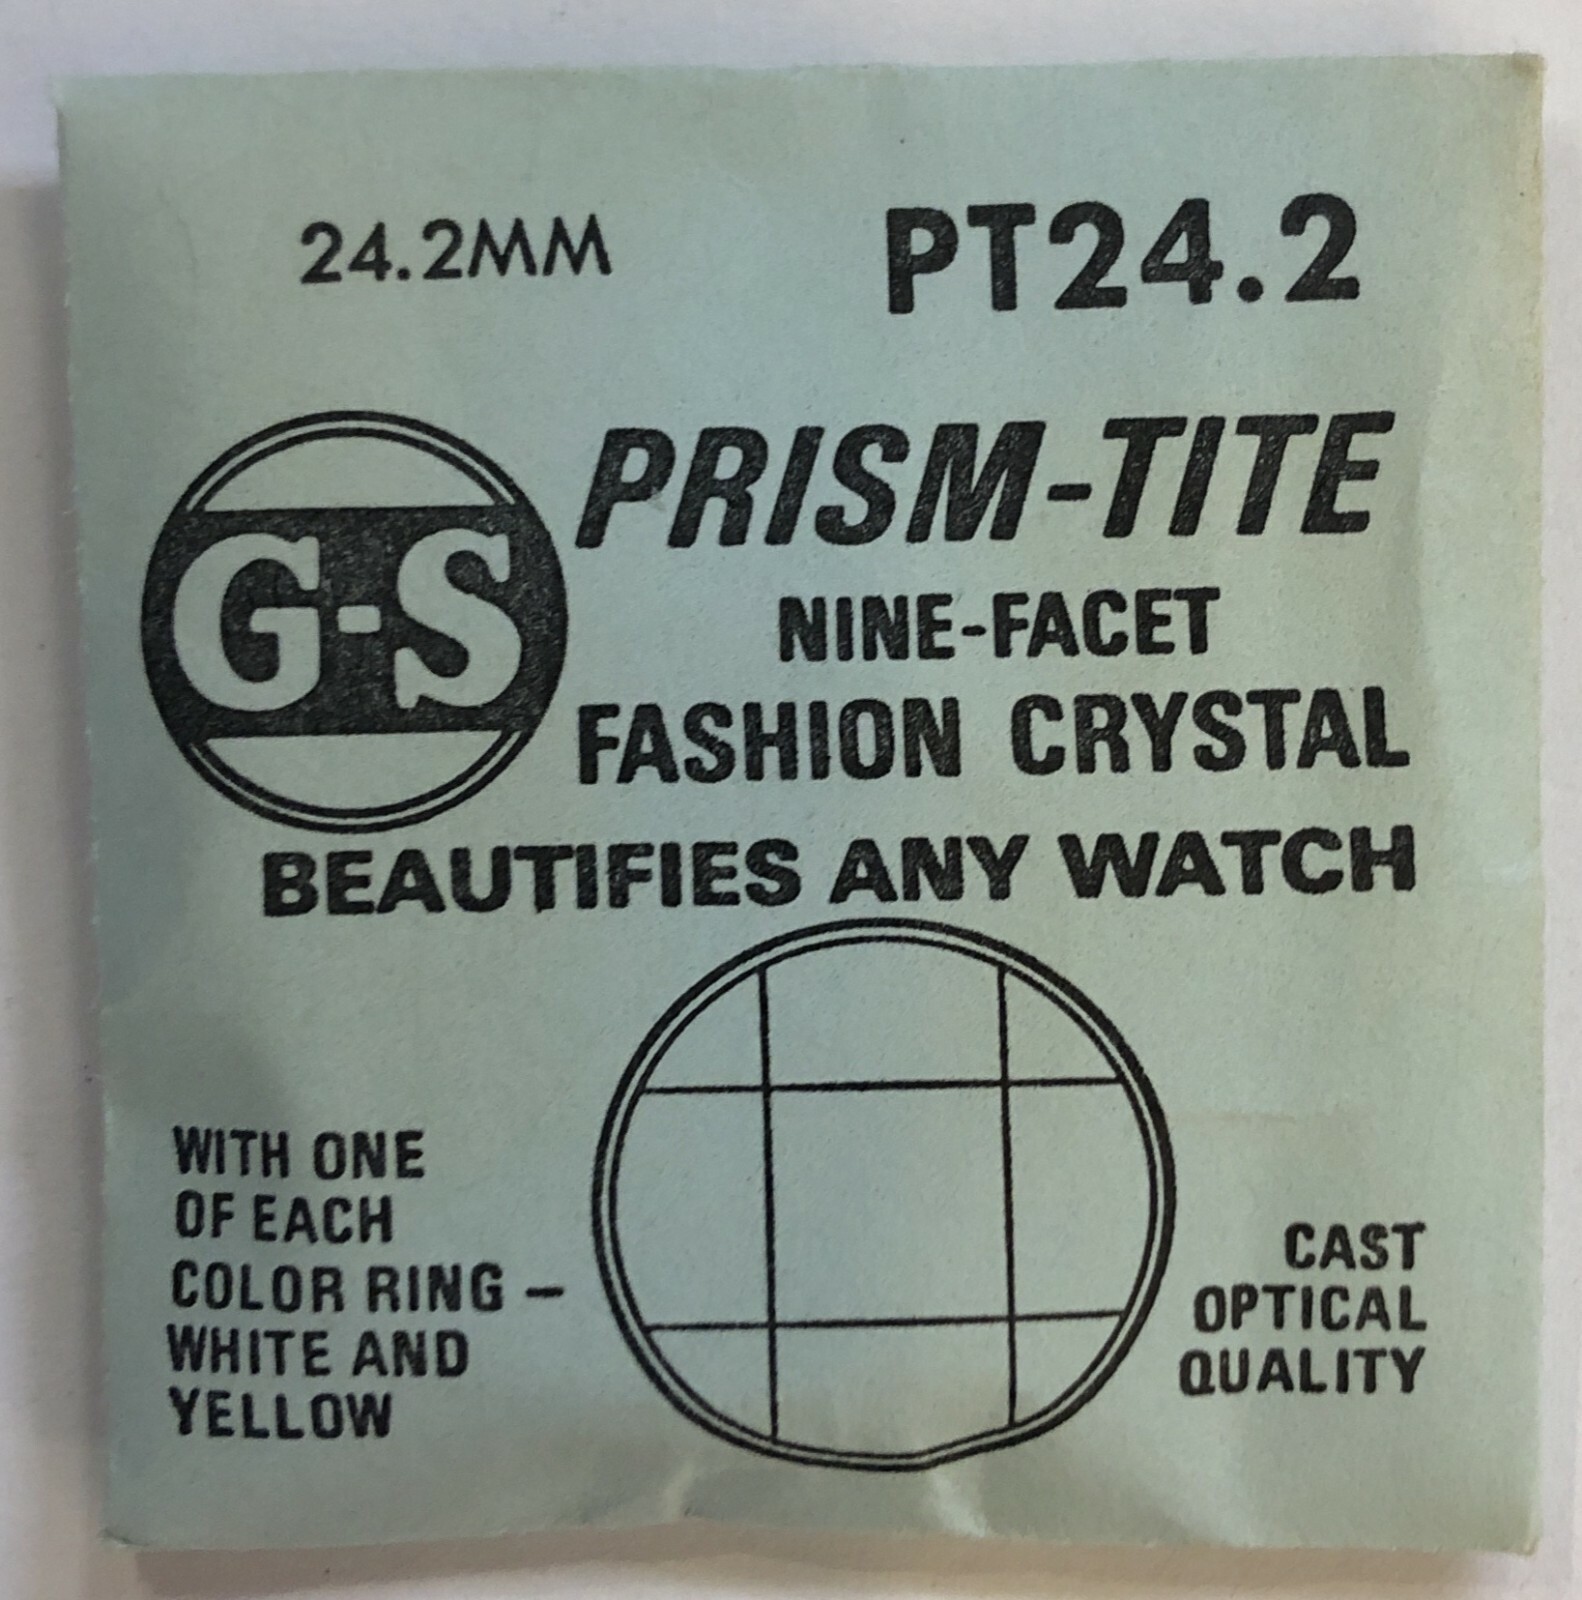 24.2MM
PT24.2
G-S
PRISM-TITE
NINE-FACET
FASHION CRYSTAL
BEAUTIFIES ANY WATCH
WITH ONE
OF EACH
COLOR RING –
WHITE AND
YELLOW
CAST
OPTICAL
QUALITY